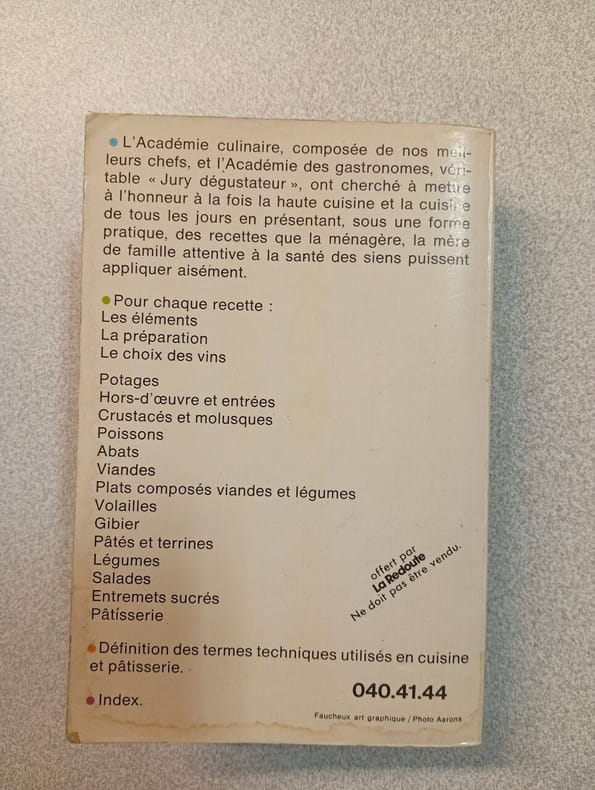 • L'Académie culinaire, composée de nos meil-
leurs chefs, et l'Académie des gastronomes, véri-
table « Jury dégustateur », ont cherché à mettre
à l'honneur à la fois la haute cuisine et la cuisine
de tous les jours en présentant, sous une forme
pratique, des recettes que la ménagère, la mère
de famille attentive à la santé des siens puissent
appliquer aisément.
• Pour chaque recette :
Les éléments
La préparation
Le choix des vins
Potages
Hors-d'œuvre et entrées
Crustacés et molusques
Poissons
Abats
Viandes
Plats composés viandes et légumes
Volailles
Gibier
Pâtés et terrines
Légumes
Salades
Entremets sucrés
Pâtisserie
offert par
La Redoute
Ne doit pas être vendu.
• Définition des termes techniques utilisés en cuisine
et pâtisserie.
• Index.
040.41.44
Faucheux art graphique / Photo Aarons